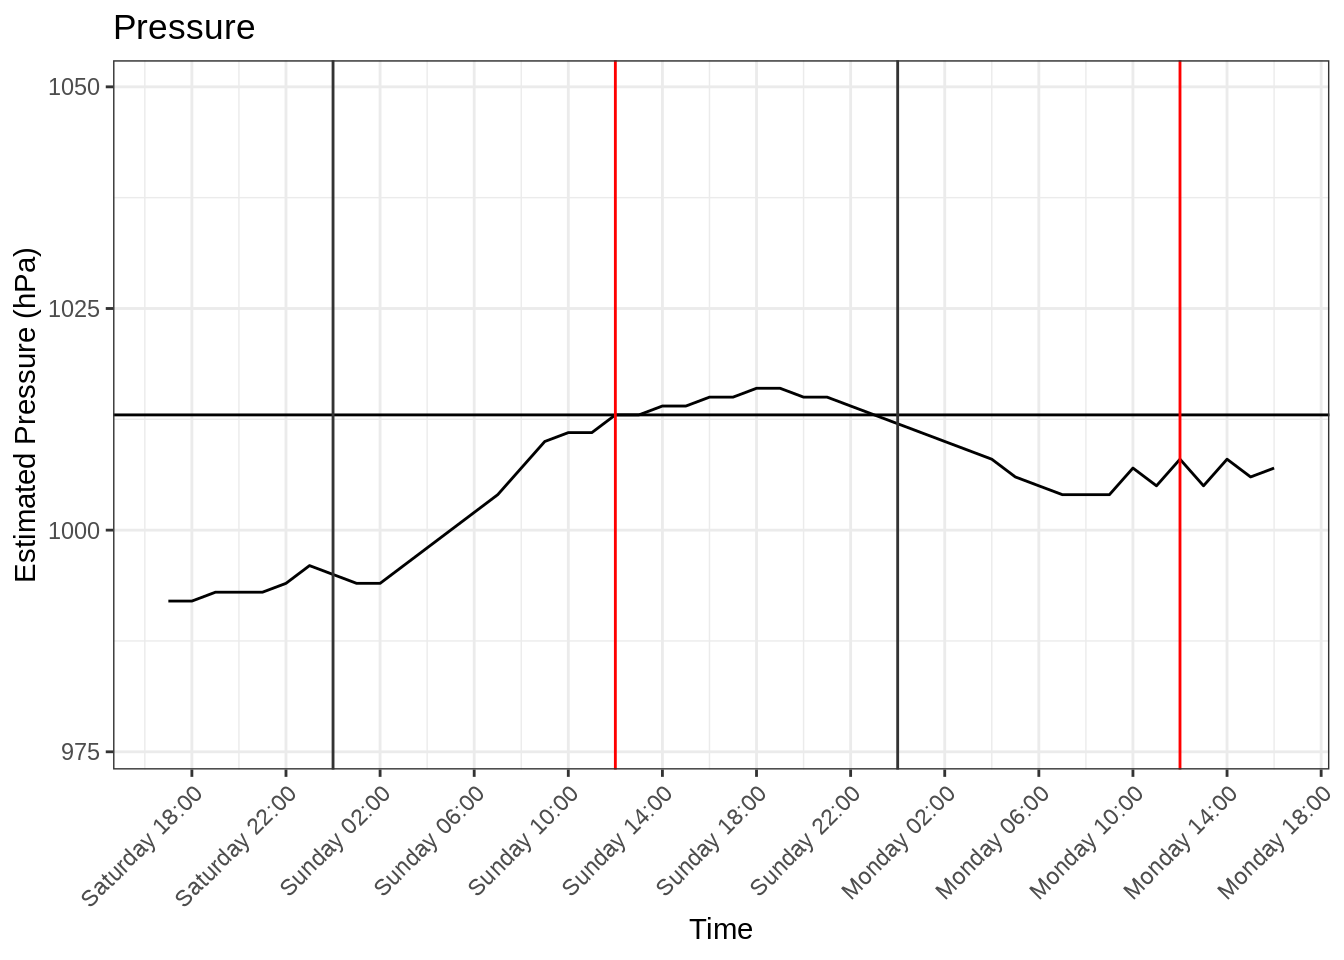 Pressure
Estimated Pressure (hPa)
1050
1025
1000
975
Saturday 18:00
Saturday 22:00
Sunday 02:00
Sunday 06:00
Sunday 10:00
Sunday 14:00
Sunday 18:00
Sunday 22:00
Monday 02:00
Monday 06:00
Monday 10:00
Monday 14:00
Monday 18:00
Time